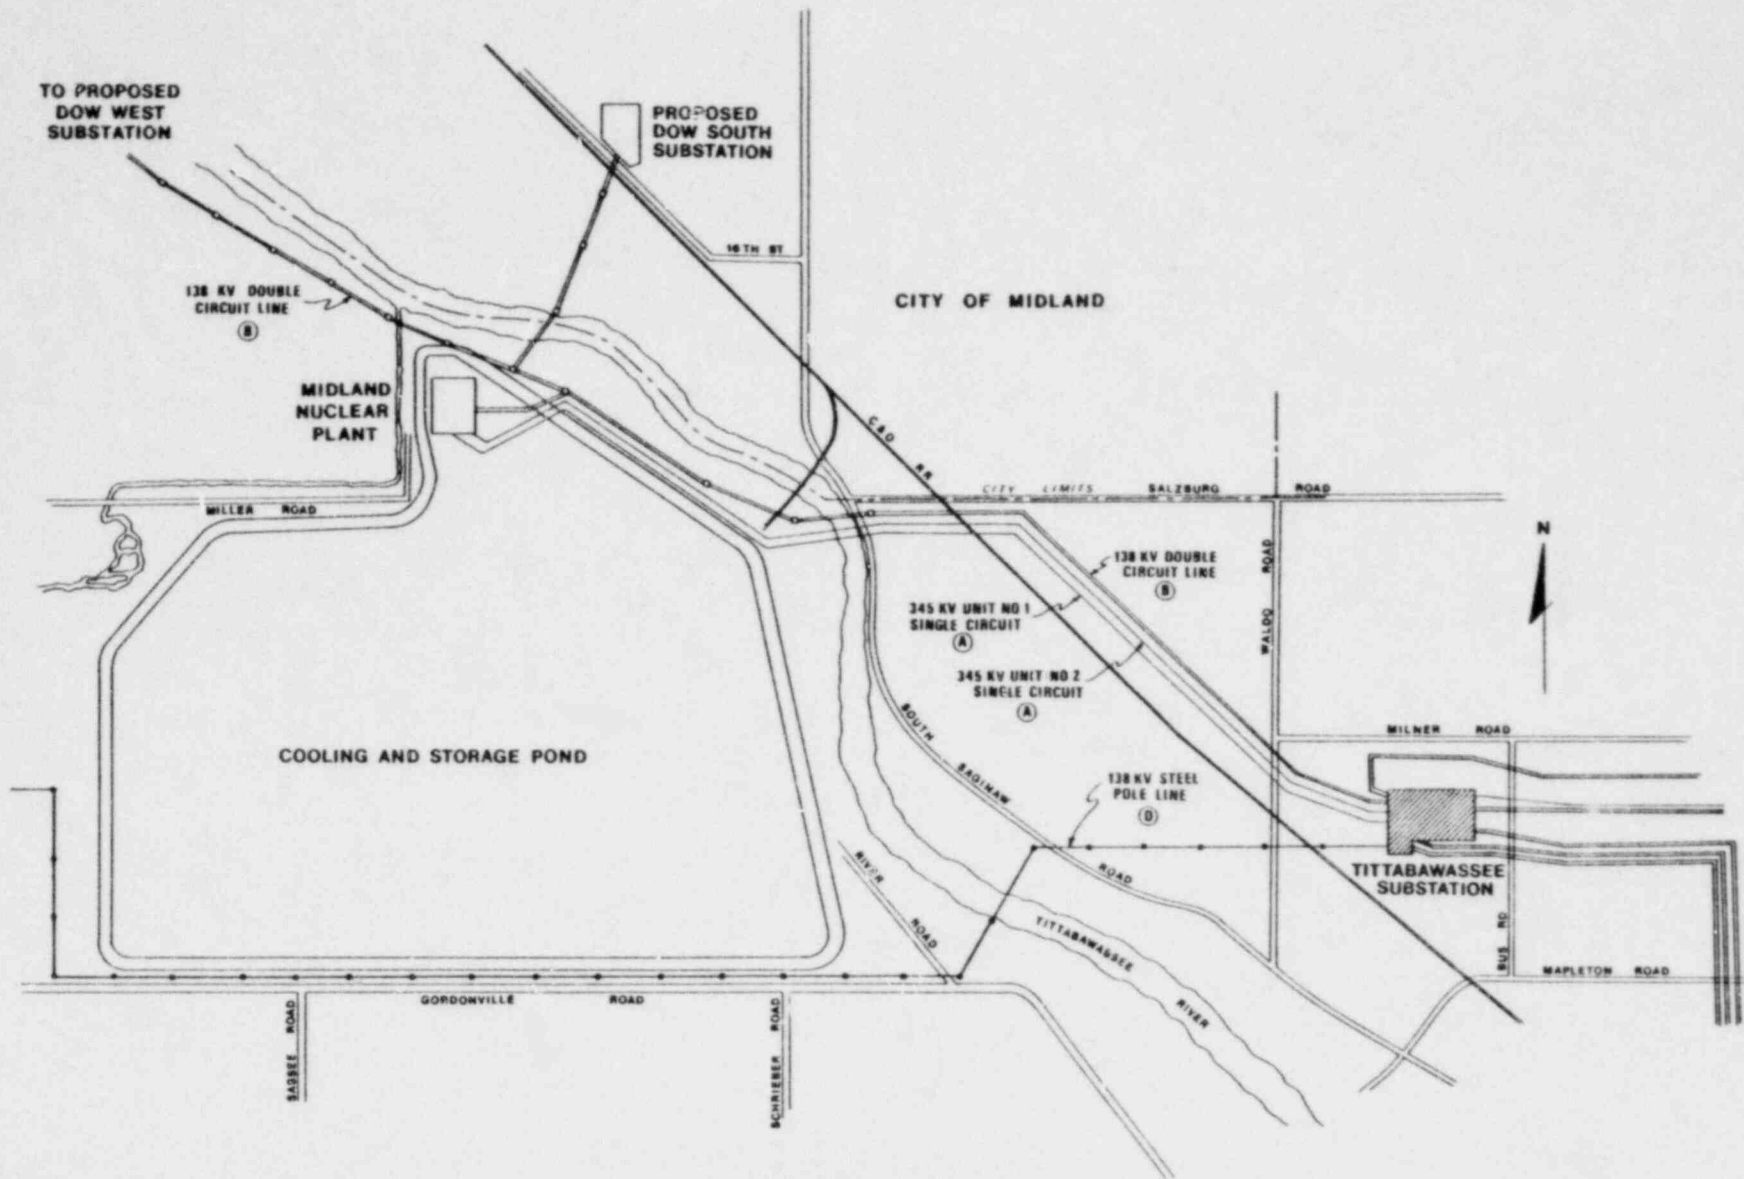 TO PROPOSED
DOW WEST
SUBSTATION
PROPOSED
DOW SOUTH
SUBSTATION
16TH ST
138 KV DOUBLE
CIRCUIT LINE
B
CITY OF MIDLAND
MIDLAND
NUCLEAR
PLANT
C&O RR
MILLER ROAD
CITY LIMITS SALZBURG ROAD
N
138 KV DOUBLE
CIRCUIT LINE
B
WALDO ROAD
345 KV UNIT NO 1
SINGLE CIRCUIT
A
345 KV UNIT NO 2
SINGLE CIRCUIT
A
SOUTH SAGINAW ROAD
MILNER ROAD
COOLING AND STORAGE POND
138 KV STEEL
POLE LINE
D
RIVER ROAD
TITTABAWASSEE
SUBSTATION
TITTABAWASSEE RIVER
BUS RD
MAPLETON ROAD
GORDONVILLE ROAD
SASSE ROAD
SCHRIEBER ROAD